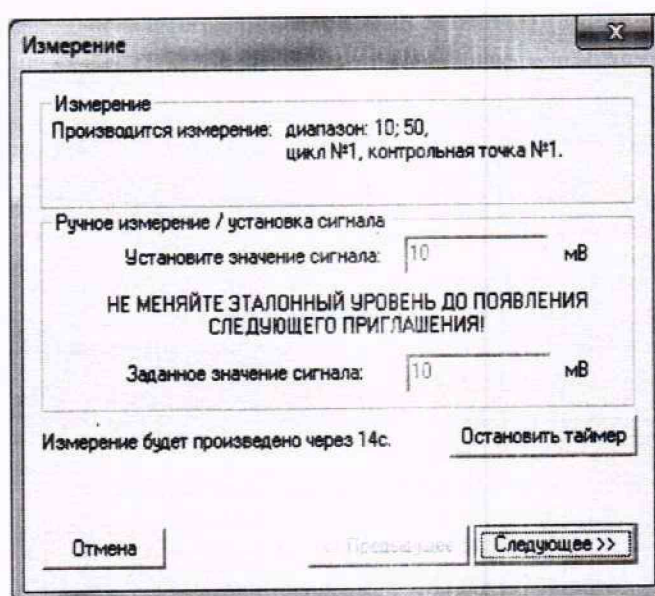 Измерение
x
Измерение
Производится измерение: диапазон: 10; 50,
цикл №1, контрольная точка №1.
Ручное измерение / установка сигнала
Установите значение сигнала: 10 мВ
НЕ МЕНЯЙТЕ ЭТАЛОННЫЙ УРОВЕНЬ ДО ПОЯВЛЕНИЯ
СЛЕДУЮЩЕГО ПРИГЛАШЕНИЯ!
Заданное значение сигнала: 10 мВ
Измерение будет произведено через 14с. Остановить таймер
Отмена Предыдущее Следующее >>